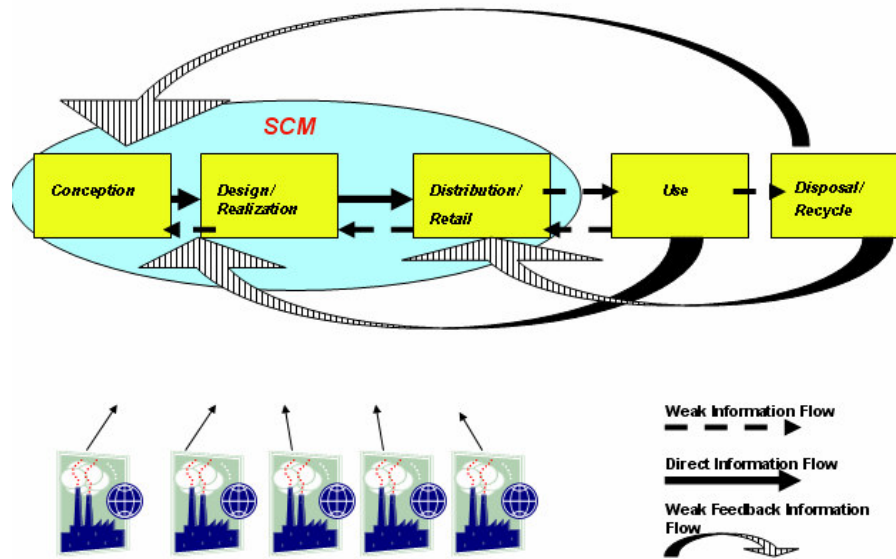 SCM
Conception
Design/
Realization
Distribution/
Retail
Use
Disposal/
Recycle
Weak Information Flow
Direct Information Flow
Weak Feedback Information
Flow